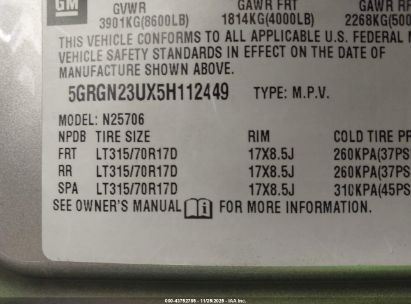 GM
GVWR GAWR FRT GAWR RR
3901KG(8600LB) 1814KG(4000LB) 2268KG(500
THIS VEHICLE CONFORMS TO ALL APPLICABLE U.S. FEDERAL M
VEHICLE SAFETY STANDARDS IN EFFECT ON THE DATE OF
MANUFACTURE SHOWN ABOVE.
5GRGN23UX5H112449 TYPE: M.P.V.
MODEL: N25706
NPDB TIRE SIZE RIM COLD TIRE PR
FRT LT315/70R17D 17X8.5J 260KPA(37PS
RR LT315/70R17D 17X8.5J 260KPA(37PS
SPA LT315/70R17D 17X8.5J 310KPA(45PS
SEE OWNER'S MANUAL i FOR MORE INFORMATION.